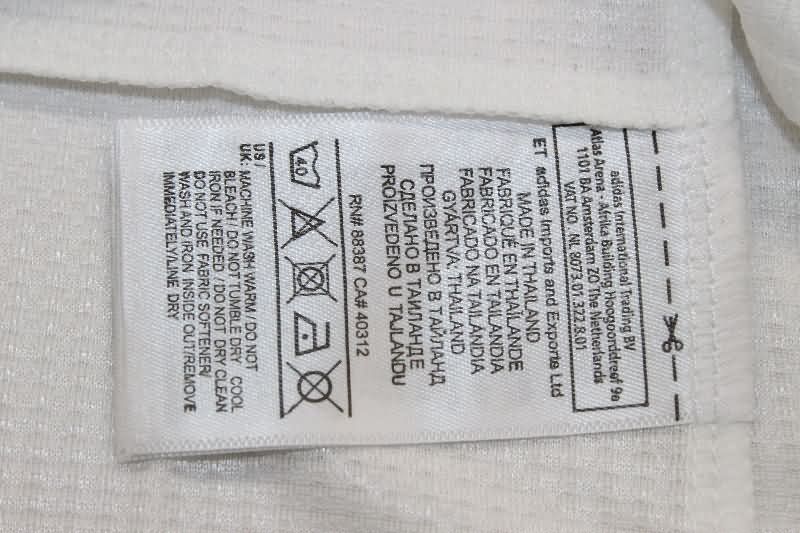 adidas International Trading BV
Atlas Arena - Afrika Building Hoogoorddreef 9a
1101 BA Amsterdam ZO The Netherlands
VAT NO. NL 8073.01.322.B.01
ET adidas Imports and Exporte Ltd
MADE IN THAILAND
FABRIQUÉ EN THAÏLANDE
FABRICADO EN TAILANDIA
FABRICADO NA TAILÂNDIA
GYÁRTVA: THAILAND
ПРОИЗВЕДЕНО В ТАЙЛАНД
СДЕЛАНО В ТАИЛАНДЕ
PROIZVEDENO U TAJLANDU
RN# 88387 CA# 40312
40
US /
UK: MACHINE WASH WARM / DO NOT
BLEACH / DO NOT TUMBLE DRY COOL
IRON IF NEEDED / DO NOT DRY CLEAN
DO NOT USE FABRIC SOFTENER/
WASH AND IRON INSIDE OUT/REMOVE
IMMEDIATELY/LINE DRY